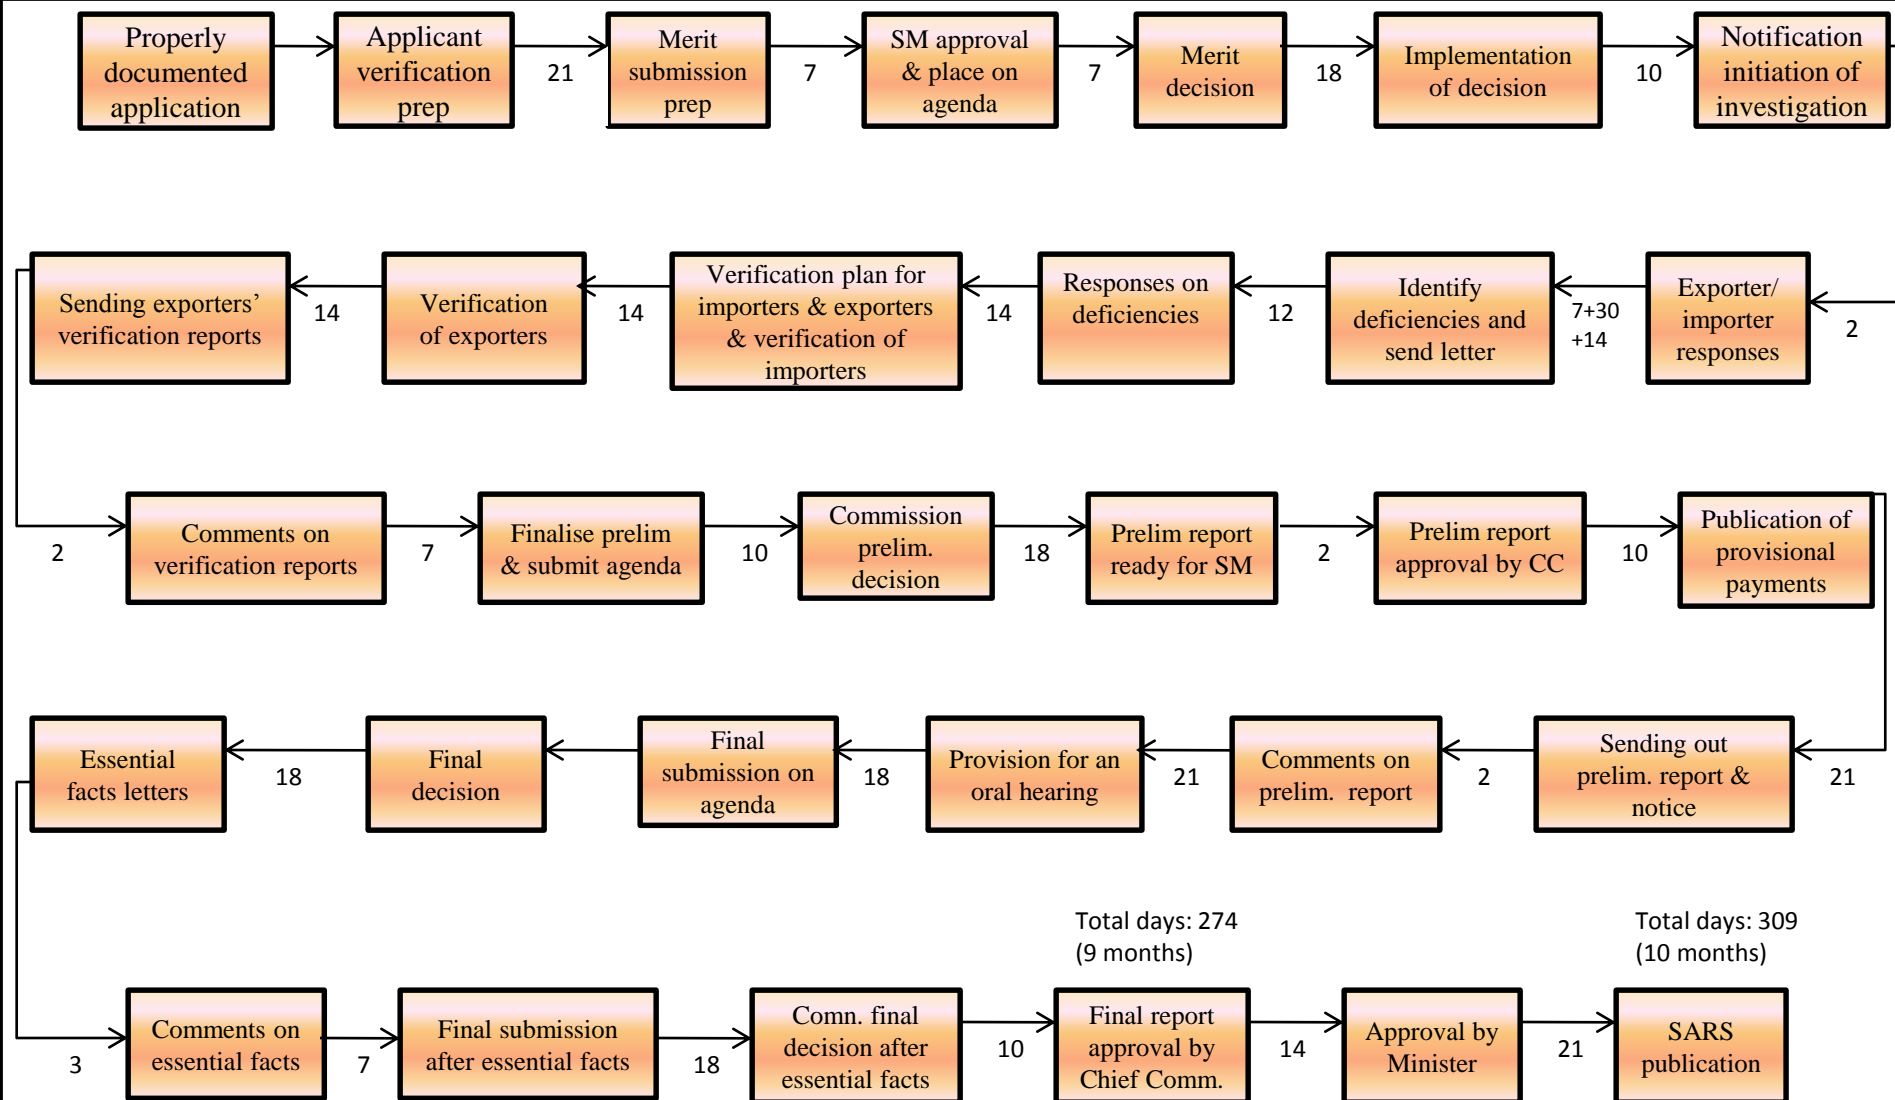 Properly
documented
application
Applicant
verification
prep
21
Merit
submission
prep
7
SM approval
& place on
agenda
7
Merit
decision
18
Implementation
of decision
10
Notification
initiation of
investigation
2
Exporter/
importer
responses
7+30
+14
Identify
deficiencies and
send letter
12
Responses on
deficiencies
14
Verification plan for
importers & exporters
& verification of
importers
14
Verification
of exporters
14
Sending exporters’
verification reports
2
Comments on
verification reports
7
Finalise prelim
& submit agenda
10
Commission
prelim.
decision
18
Prelim report
ready for SM
2
Prelim report
approval by CC
10
Publication of
provisional
payments
21
Sending out
prelim. report &
notice
2
Comments on
prelim. report
21
Provision for an
oral hearing
18
Final
submission on
agenda
Final
decision
18
Essential
facts letters
3
Comments on
essential facts
7
Final submission
after essential facts
18
Comn. final
decision after
essential facts
10
Total days: 274
(9 months)
Final report
approval by
Chief Comm.
14
Approval by
Minister
21
Total days: 309
(10 months)
SARS
publication